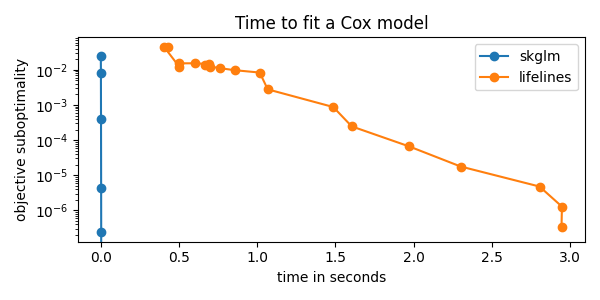 Time to fit a Cox model
objective suboptimality
10⁻²
10⁻³
10⁻⁴
10⁻⁵
10⁻⁶
skglm
lifelines
0.0 0.5 1.0 1.5 2.0 2.5 3.0
time in seconds